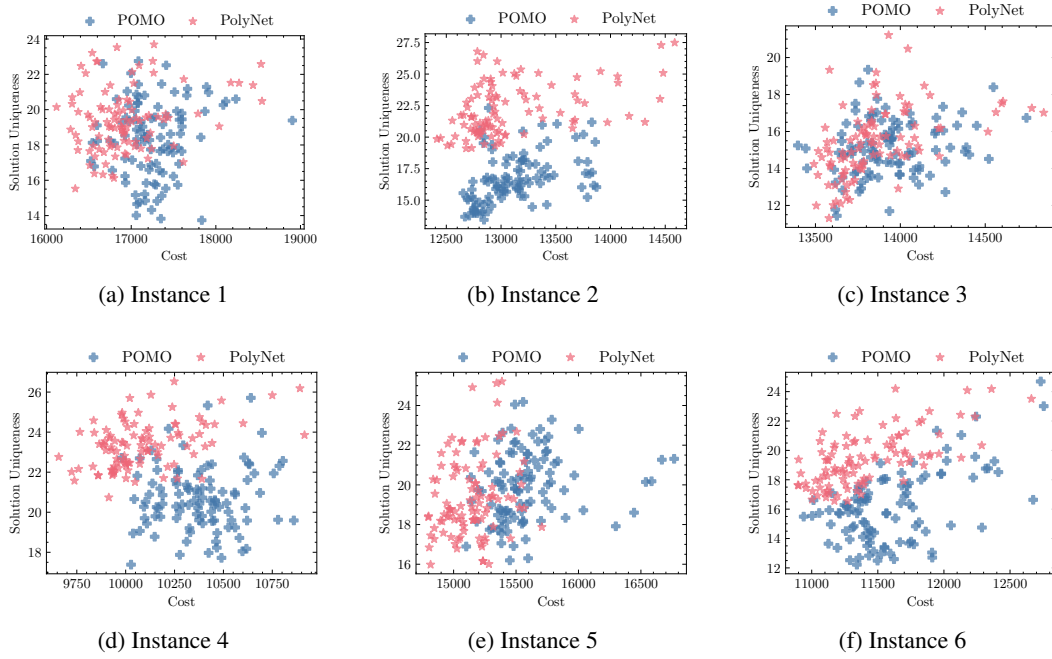 POMO PolyNet
Solution Uniqueness
24
22
20
18
16
14
16000 17000 18000 19000
Cost
(a) Instance 1
POMO PolyNet
Solution Uniqueness
27.5
25.0
22.5
20.0
17.5
15.0
12500 13000 13500 14000 14500
Cost
(b) Instance 2
POMO PolyNet
Solution Uniqueness
20
18
16
14
12
13500 14000 14500
Cost
(c) Instance 3
POMO PolyNet
Solution Uniqueness
26
24
22
20
18
9750 10000 10250 10500 10750
Cost
(d) Instance 4
POMO PolyNet
Solution Uniqueness
24
22
20
18
16
15000 15500 16000 16500
Cost
(e) Instance 5
POMO PolyNet
Solution Uniqueness
24
22
20
18
16
14
12
11000 11500 12000 12500
Cost
(f) Instance 6